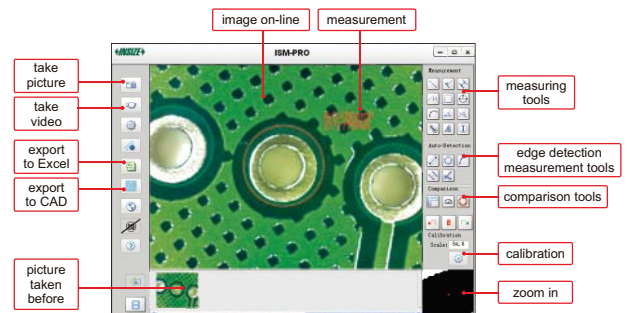 image on-line
measurement
INSIZE
ISM-PRO
take
picture
take
video
export
to Excel
export
to CAD
picture
taken
before
Measurement
measuring
tools
Auto-Detection
edge detection
measurement tools
Comparison
comparison tools
Calibration
Scale:
calibration
zoom in